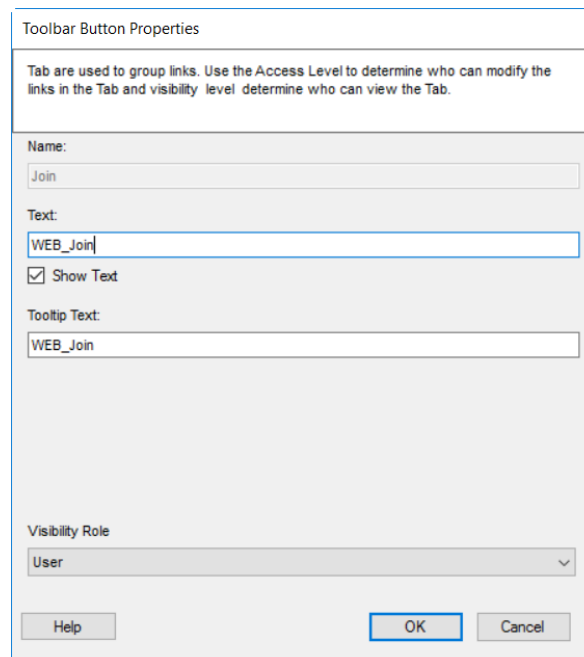 Toolbar Button Properties
Tab are used to group links. Use the Access Level to determine who can modify the
links in the Tab and visibility level determine who can view the Tab.
Name:
Join
Text:
WEB_Join
Show Text
Tooltip Text:
WEB_Join
Visibility Role
User
Help
OK
Cancel